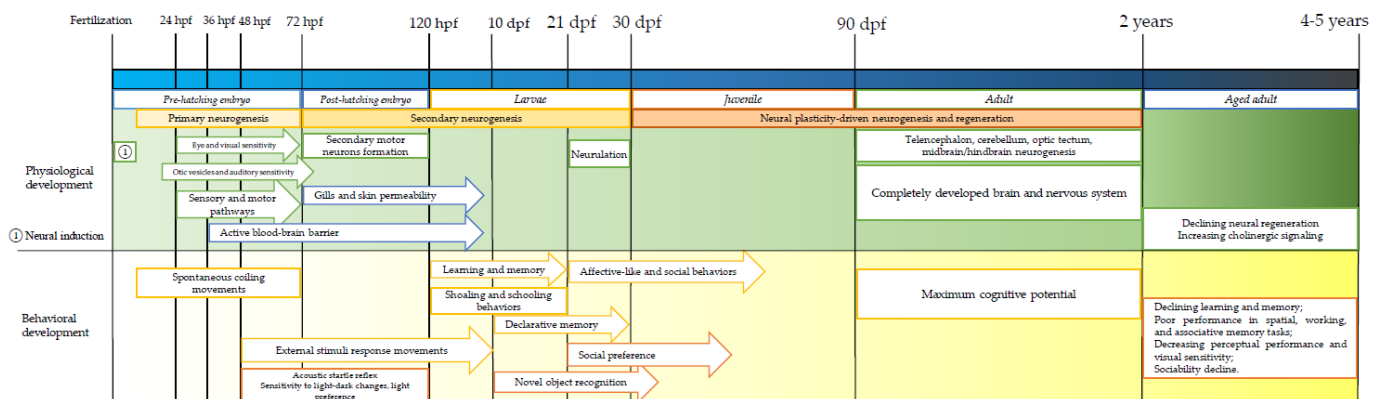 Fertilization
24 hpf
36 hpf
48 hpf
72 hpf
120 hpf
10 dpf
21 dpf
30 dpf
90 dpf
2 years
4-5 years
Pre-hatching embryo
Post-hatching embryo
Larvae
Juvenile
Adult
Aged adult
Primary neurogenesis
Secondary neurogenesis
Neural plasticity-driven neurogenesis and regeneration
Physiological
development
① Neural induction
①
Eye and visual sensitivity
Otic vesicles and auditory sensitivity
Sensory and motor
pathways
Active blood-brain barrier
Secondary motor
neurons formation
Gills and skin permeability
Neurulation
Telencephalon, cerebellum, optic tectum,
midbrain/hindbrain neurogenesis
Completely developed brain and nervous system
Declining neural regeneration
Increasing cholinergic signaling
Behavioral
development
Spontaneous coiling
movements
External stimuli response movements
Acoustic startle reflex
Sensitivity to light-dark changes, light
preference
Learning and memory
Shoaling and schooling
behaviors
Declarative memory
Novel object recognition
Affective-like and social behaviors
Social preference
Maximum cognitive potential
Declining learning and memory;
Poor performance in spatial, working,
and associative memory tasks;
Decreasing perceptual performance and
visual sensitivity;
Sociability decline.